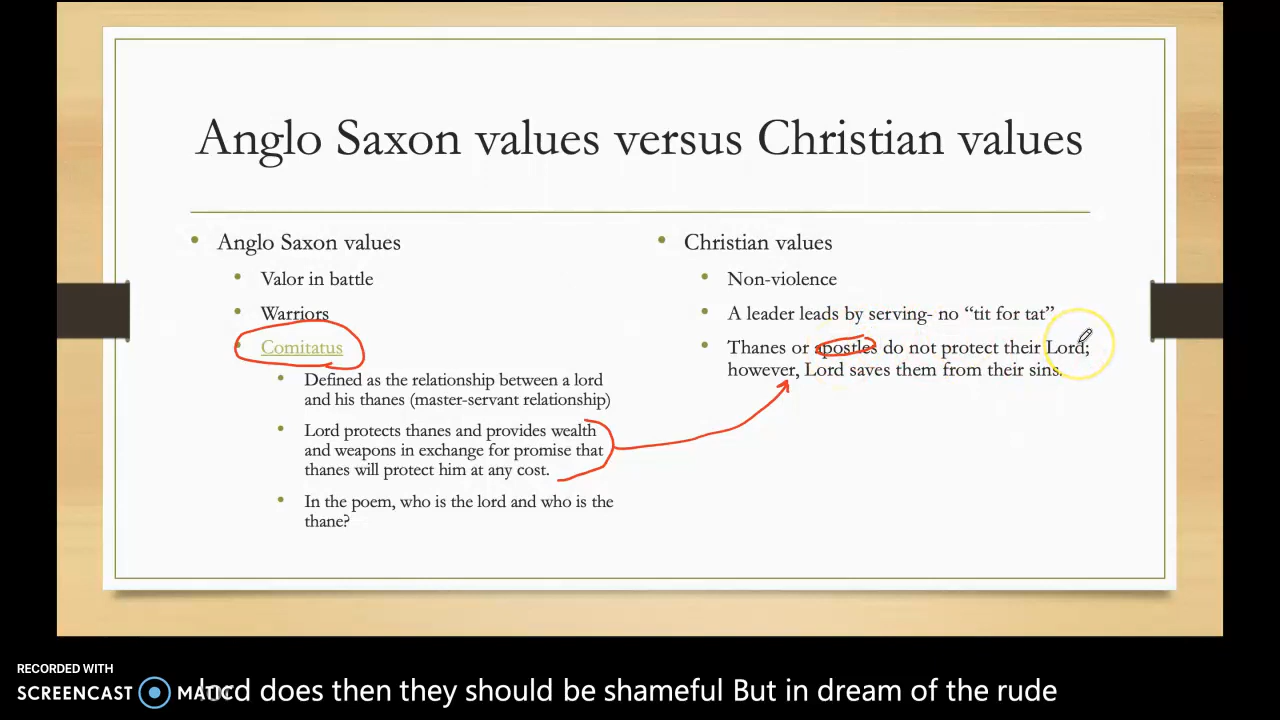 Anglo Saxon values versus Christian values
Anglo Saxon values
Valor in battle
Warriors
Comitatus
Defined as the relationship between a lord
and his thanes (master-servant relationship)
Lord protects thanes and provides wealth
and weapons in exchange for promise that
thanes will protect him at any cost.
In the poem, who is the lord and who is the
thane?
Christian values
Non-violence
A leader leads by serving- no “tit for tat”
Thanes or apostles do not protect their Lord;
however, Lord saves them from their sins.
RECORDED WITH
SCREENCAST MATIC
lord does then they should be shameful But in dream of the rude